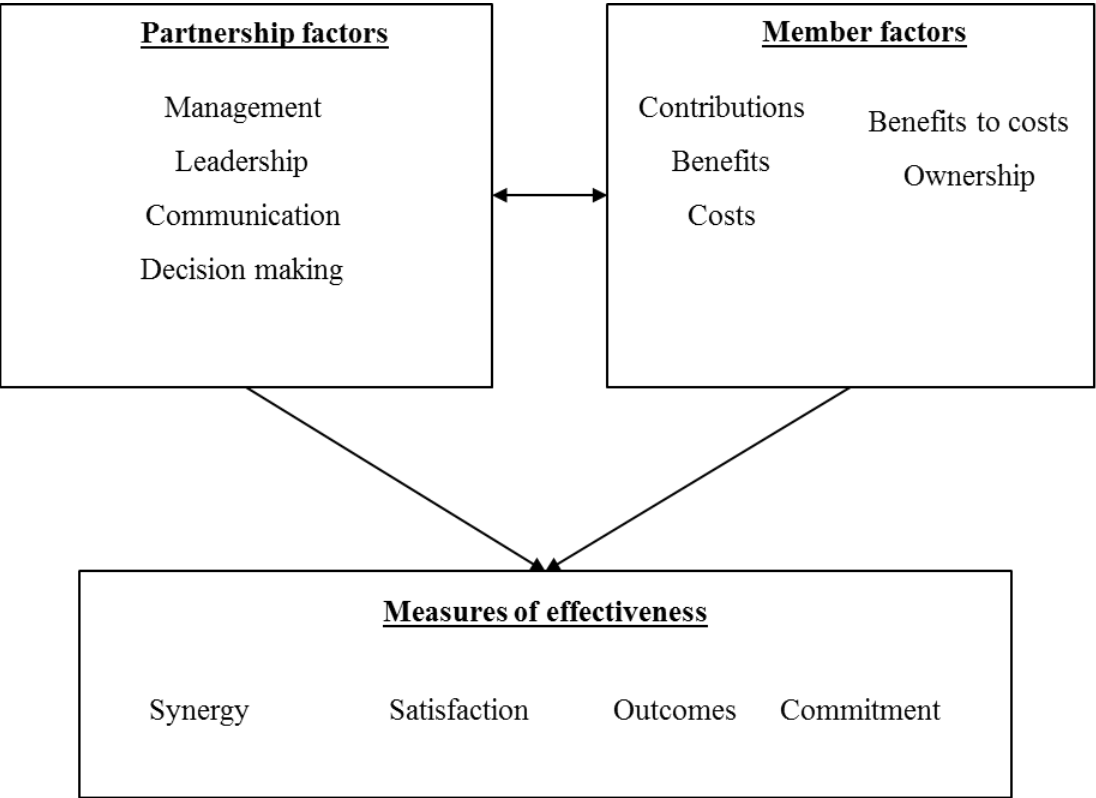 Partnership factors
Management
Leadership
Communication
Decision making
Member factors
Contributions
Benefits
Costs
Benefits to costs
Ownership
Measures of effectiveness
Synergy Satisfaction Outcomes Commitment